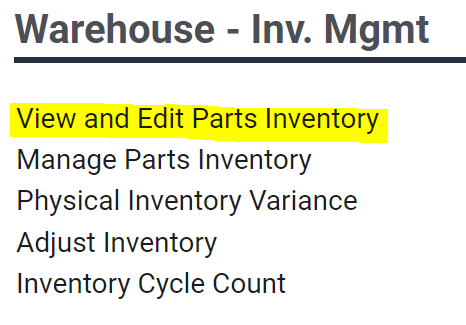 Warehouse - Inv. Mgmt
View and Edit Parts Inventory
Manage Parts Inventory
Physical Inventory Variance
Adjust Inventory
Inventory Cycle Count